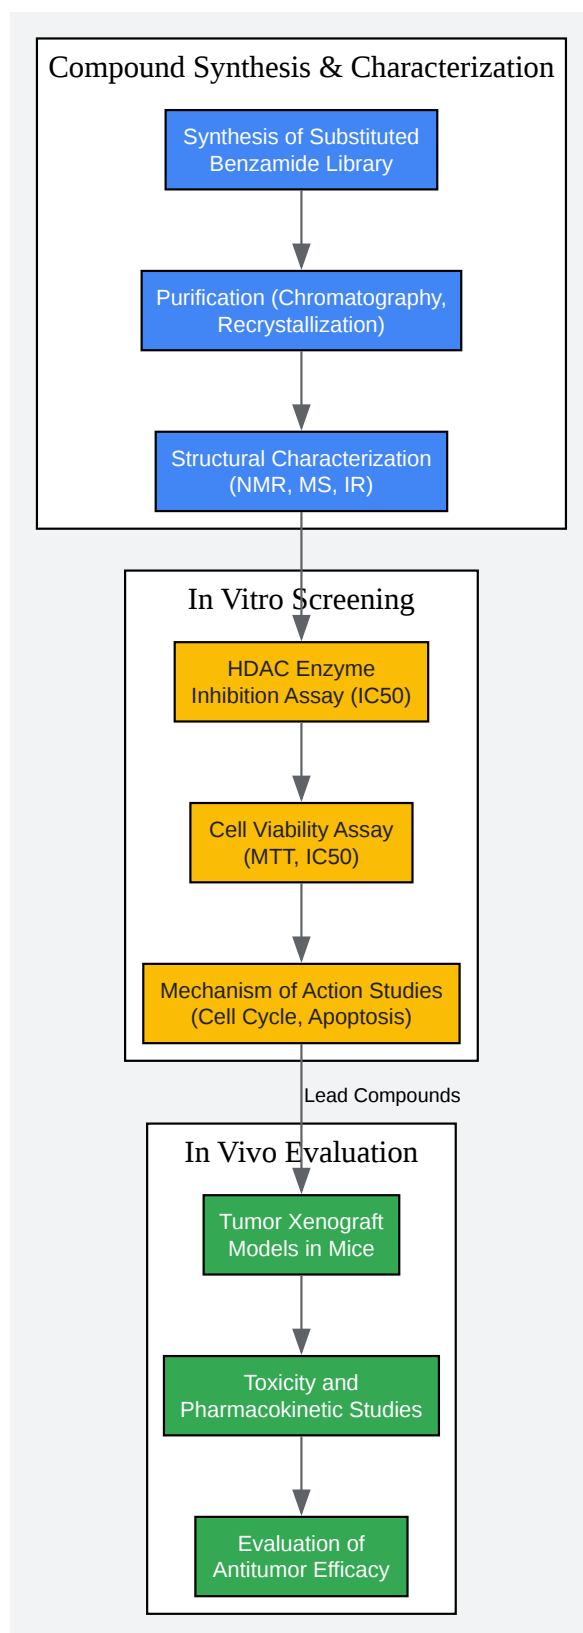 Compound Synthesis & Characterization
Synthesis of Substituted
Benzamide Library
Purification (Chromatography,
Recrystallization)
Structural Characterization
(NMR, MS, IR)
In Vitro Screening
HDAC Enzyme
Inhibition Assay (IC50)
Cell Viability Assay
(MTT, IC50)
Mechanism of Action Studies
(Cell Cycle, Apoptosis)
Lead Compounds
In Vivo Evaluation
Tumor Xenograft
Models in Mice
Toxicity and
Pharmacokinetic Studies
Evaluation of
Antitumor Efficacy